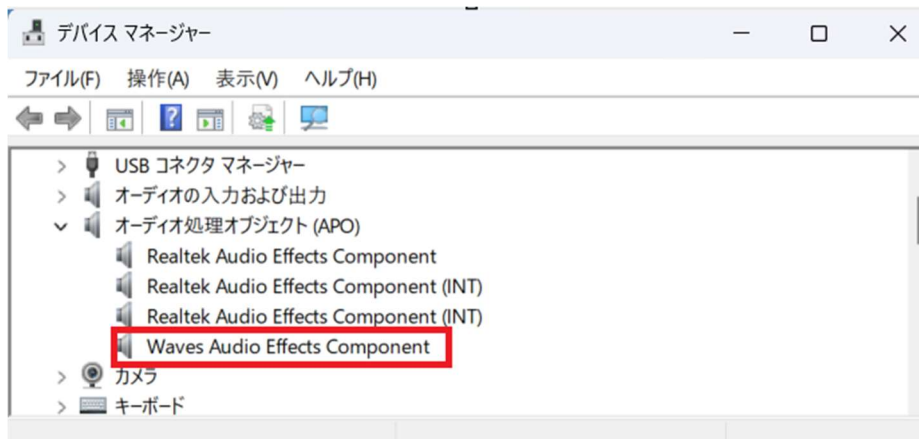 デバイス マネージャー
ファイル(F) 操作(A) 表示(V) ヘルプ(H)
USB コネクタ マネージャー
オーディオの入力および出力
オーディオ処理オブジェクト (APO)
Realtek Audio Effects Component
Realtek Audio Effects Component (INT)
Realtek Audio Effects Component (INT)
Waves Audio Effects Component
カメラ
キーボード